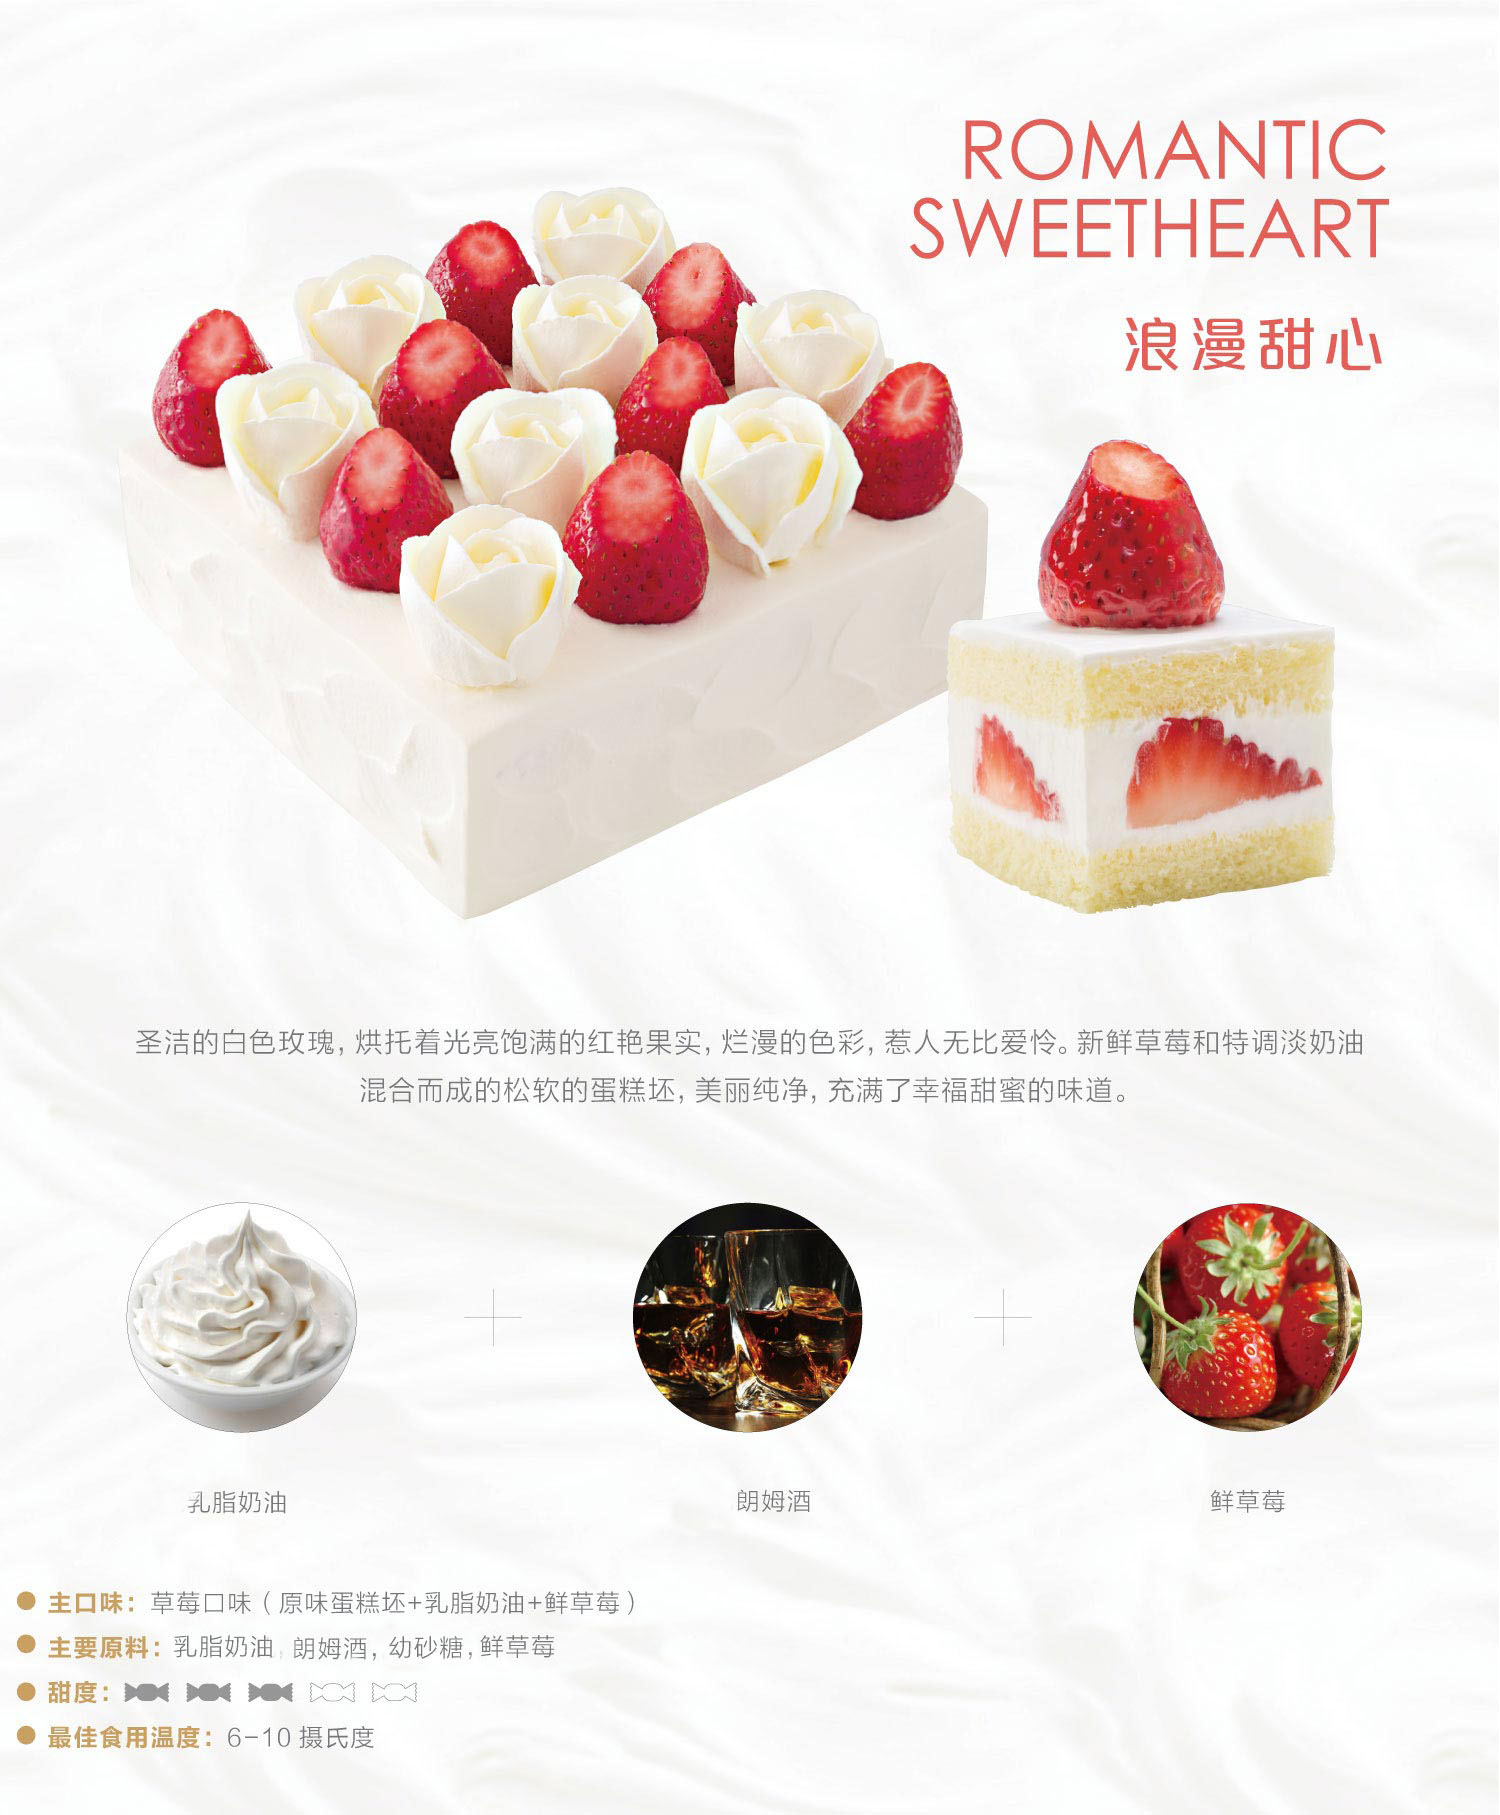 ROMANTIC
SWEETHEART
浪漫甜心
圣洁的白色玫瑰，烘托着光亮饱满的红艳果实，烂漫的色彩，惹人无比爱怜。新鲜草莓和特调淡奶油
混合而成的松软的蛋糕坯，美丽纯净，充满了幸福甜蜜的味道。
乳脂奶油
朗姆酒
鲜草莓
主口味：草莓口味（原味蛋糕坯+乳脂奶油+鲜草莓）
主要原料：乳脂奶油，朗姆酒，幼砂糖，鲜草莓
甜度：
最佳食用温度：6-10 摄氏度